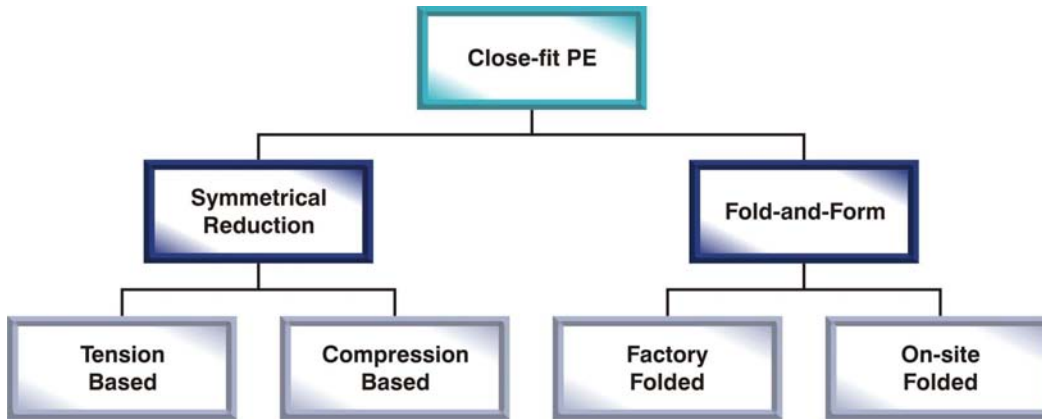 Close-fit PE
Symmetrical
Reduction
Fold-and-Form
Tension
Based
Compression
Based
Factory
Folded
On-site
Folded